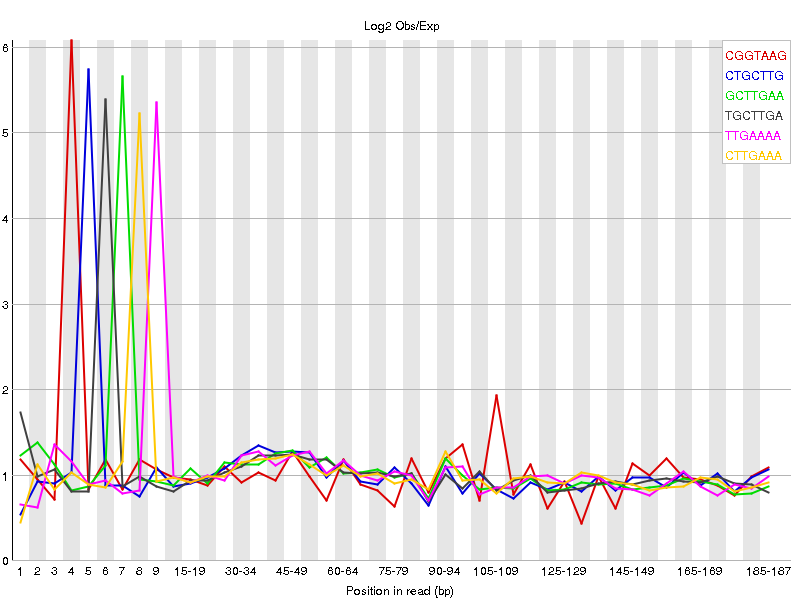 Log2 Obs/Exp
6
5
4
3
2
1
0
CGGTAAG
CTGCTTG
GCTTGAA
TGCTTGA
TTGAAAA
CTTGAAA
1 2 3 4 5 6 7 8 9 15-19 30-34 45-49 60-64 75-79 90-94 105-109 125-129 145-149 165-169 185-187
Position in read (bp)